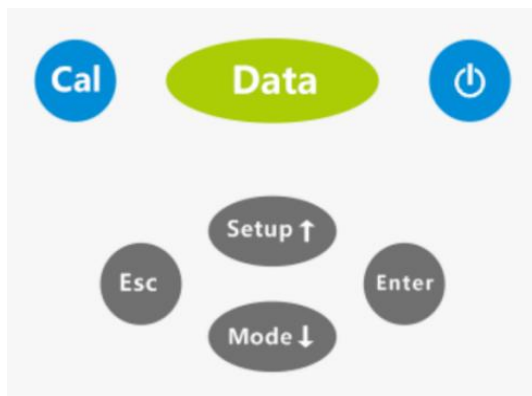 Cal Data
Setup ↑
Esc Enter
Mode ↓